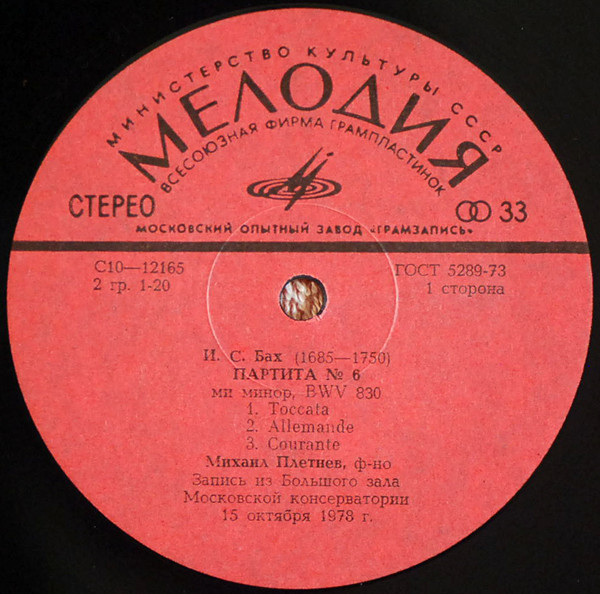 МИНИСТЕРСТВО КУЛЬТУРЫ СССР
МЕЛОДИЯ
ВСЕСОЮЗНАЯ ФИРМА ГРАМПЛАСТИНОК
СТЕРЕО
33
МОСКОВСКИЙ ОПЫТНЫЙ ЗАВОД «ГРАМЗАПИСЬ»
С10—12165
ГОСТ 5289-73
2 гр. 1-20
1 сторона
И. С. Бах (1685—1750)
ПАРТИТА № 6
ми минор, BWV 830
1. Toccata
2. Allemande
3. Courante
Михаил Плетнев, ф-но
Запись из Большого зала
Московской консерватории
15 октября 1978 г.